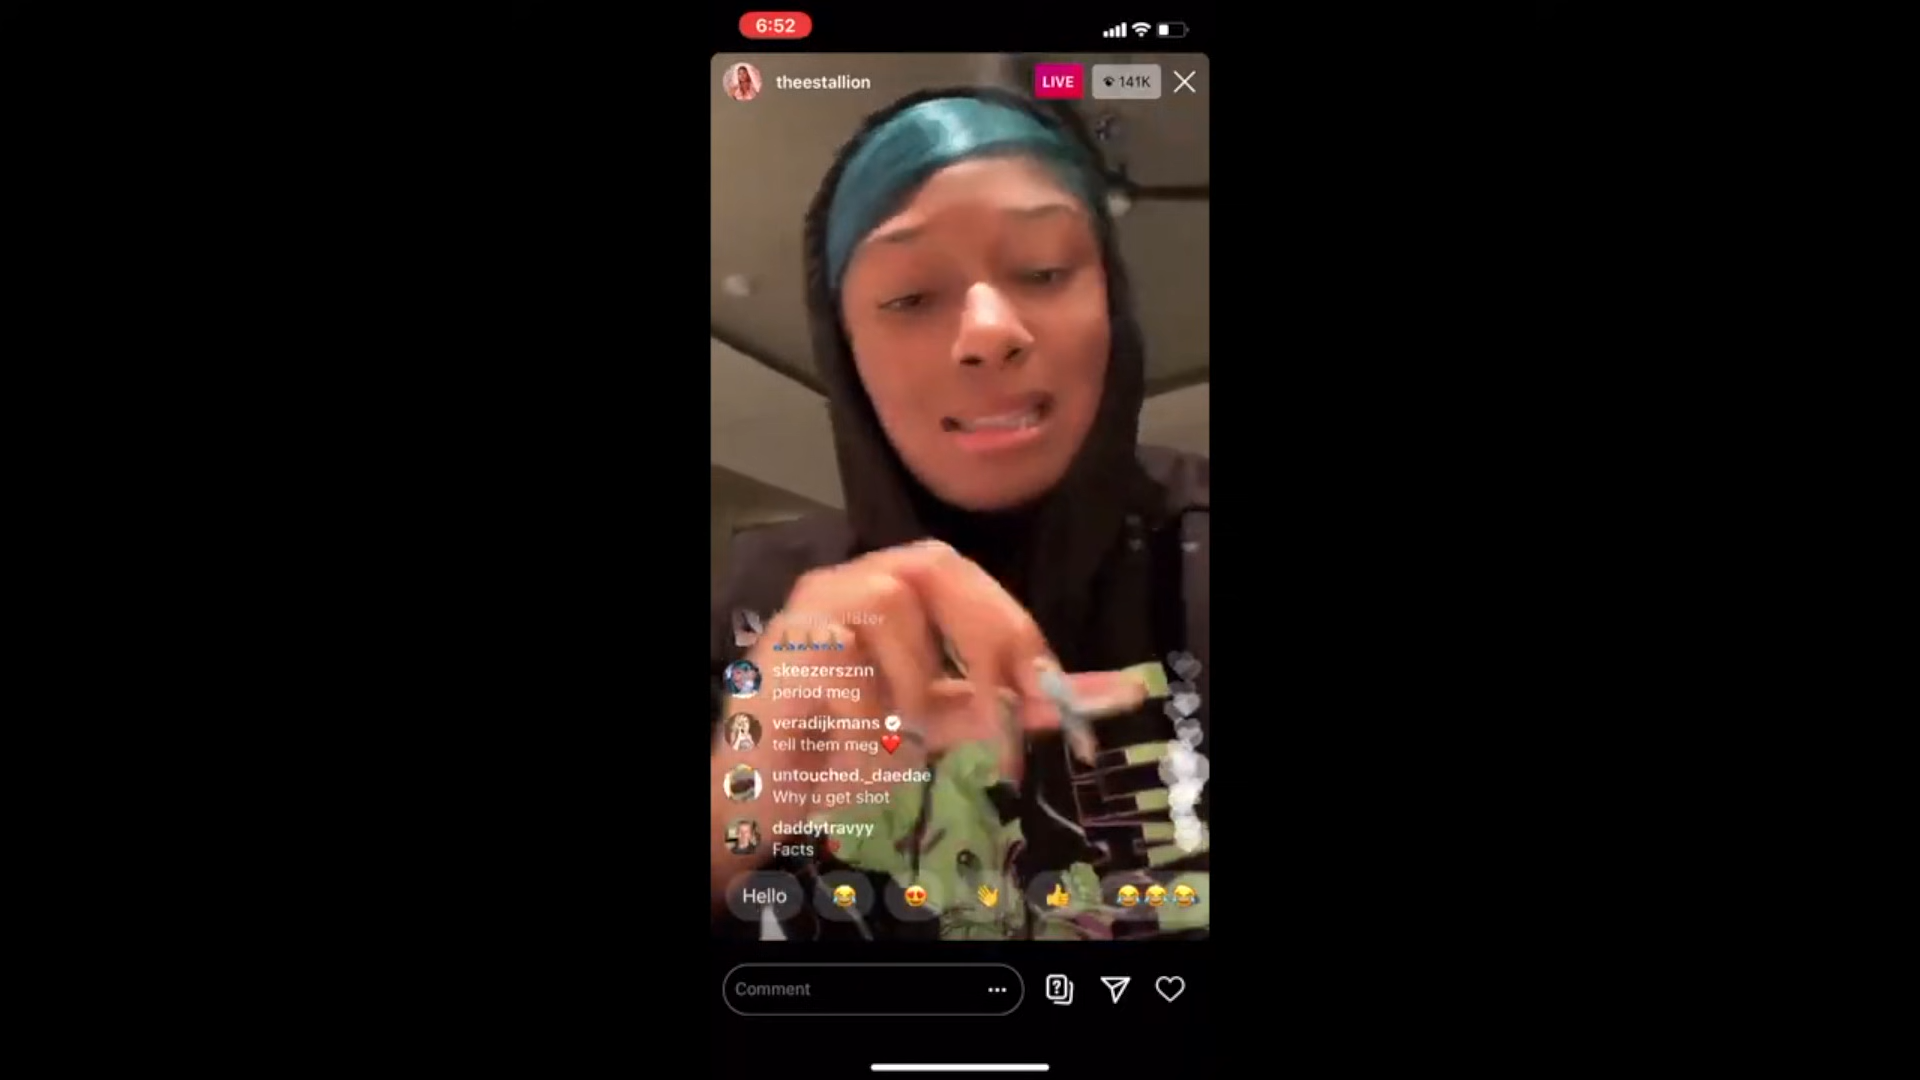 6:52
theestallion
LIVE
141K
skeezersznn
period meg
veradijkmans
tell them meg❤️
untouched._daedae
Why u get shot
daddytravyy
Facts
Hello
Comment